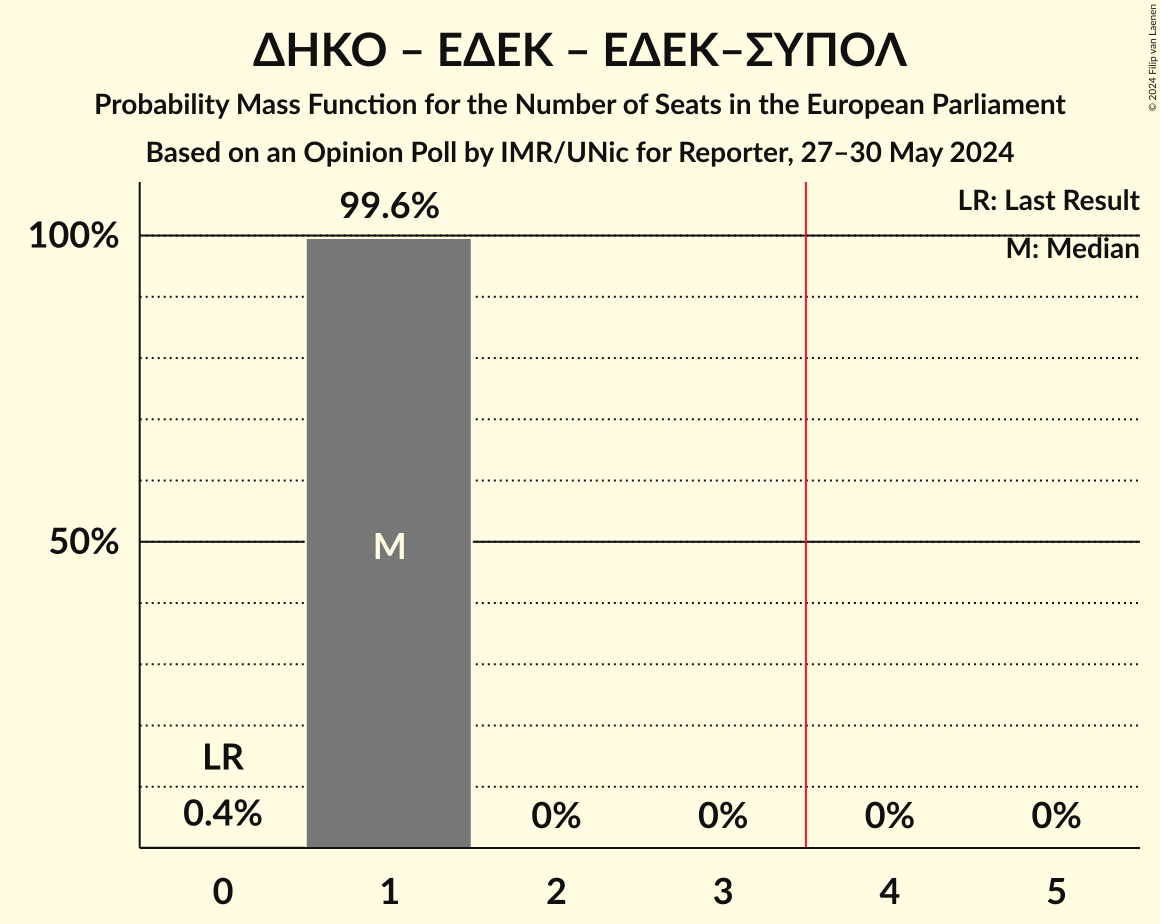 ΔΗΚΟ – ΕΔΕΚ – ΕΔΕΚ–ΣΥΠΟΛ
Probability Mass Function for the Number of Seats in the European Parliament
Based on an Opinion Poll by IMR/UNic for Reporter, 27–30 May 2024
© 2024 Filip van Laenen
LR: Last Result
M: Median
99.6%
100%
50%
M
LR
0.4%
0%
0%
0%
0%
0
1
2
3
4
5